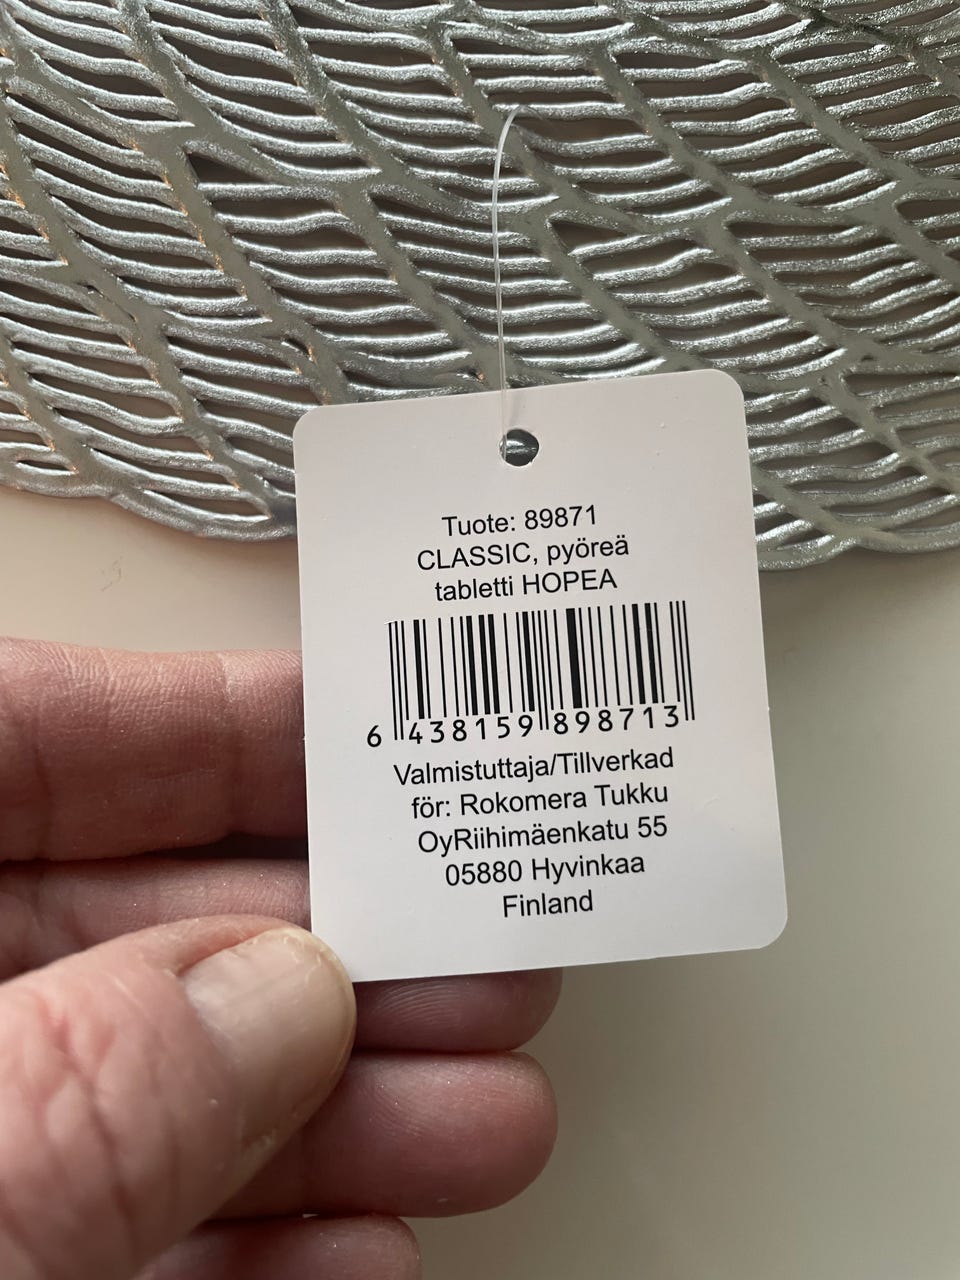 Tuote: 89871
CLASSIC, pyöreä
tabletti HOPEA
6 438159 898713
Valmistuttaja/Tillverkad
för: Rokomera Tukku
OyRiihimäenkatu 55
05880 Hyvinkaa
Finland